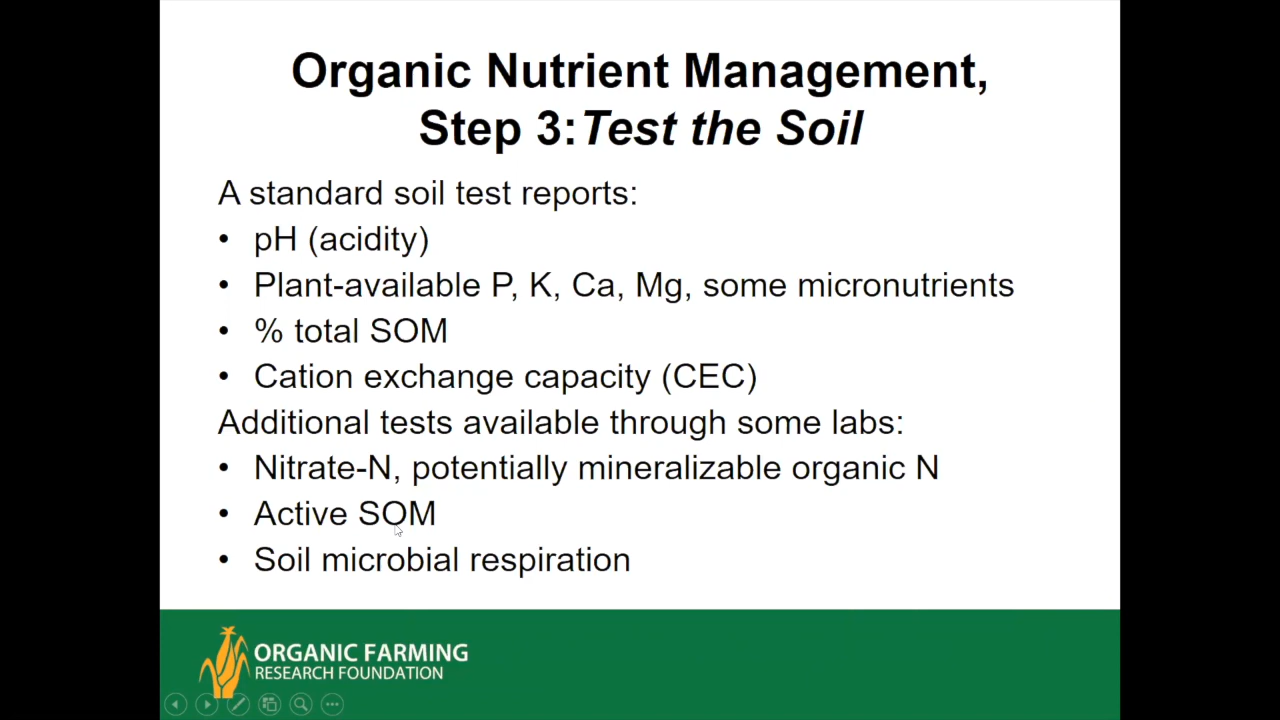 Organic Nutrient Management,
Step 3:Test the Soil
A standard soil test reports:
• pH (acidity)
• Plant-available P, K, Ca, Mg, some micronutrients
• % total SOM
• Cation exchange capacity (CEC)
Additional tests available through some labs:
• Nitrate-N, potentially mineralizable organic N
• Active SOM
• Soil microbial respiration
ORGANIC FARMING
RESEARCH FOUNDATION